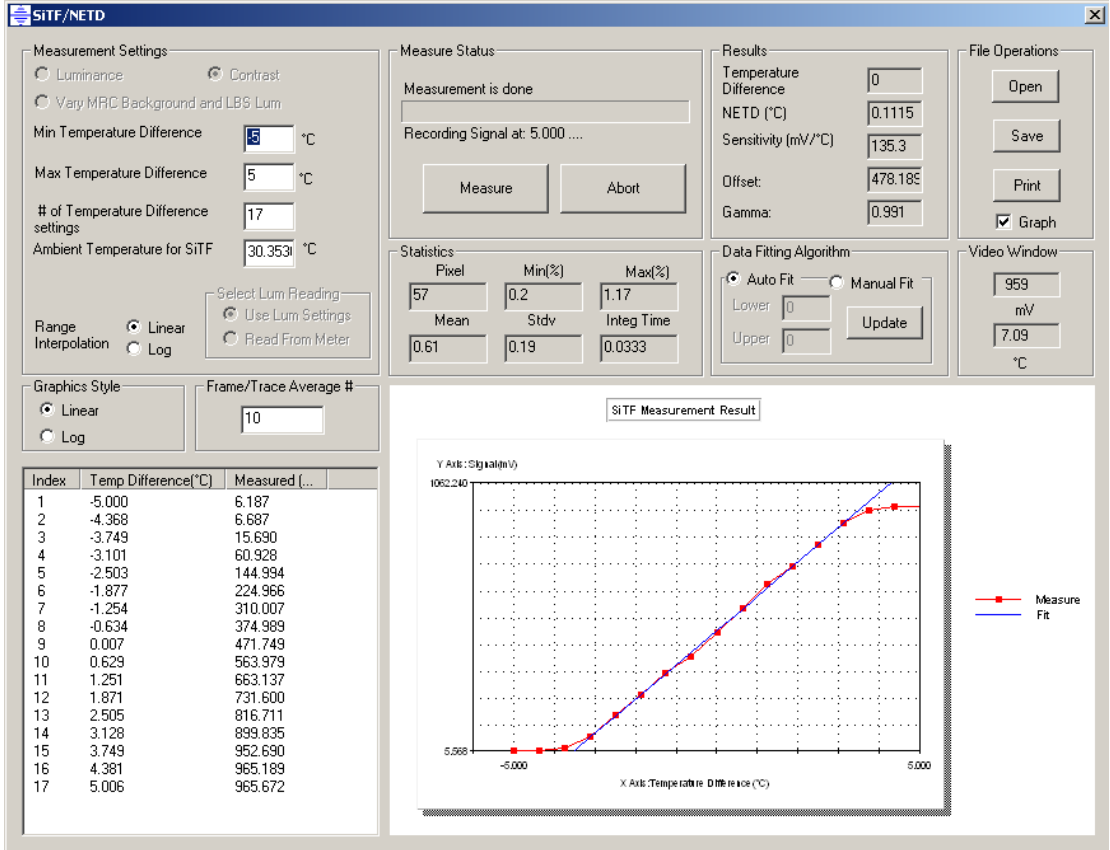 SiTF/NETD
Measurement Settings
Luminance
Contrast
Vary MRC Background and LBS Lum
Min Temperature Difference
-5
°C
Max Temperature Difference
5
°C
# of Temperature Difference
settings
17
Ambient Temperature for SiTF
°C
Select Lum Reading
Use Lum Settings
Read From Meter
Range
Interpolation
Linear
Log
Measure Status
Measurement is done
Recording Signal at: 5.000 ....
Measure
Abort
Results
Temperature
Difference
0
NETD (°C)
0.1115
Sensitivity (mV/°C)
135.3
Offset:
Gamma:
0.991
File Operations
Open
Save
Print
Graph
Statistics
Pixel Min(%) Max(%)
57 0.2 1.17
Mean Stdv Integ Time
0.61 0.19 0.0333
Data Fitting Algorithm
Auto Fit
Manual Fit
Lower 0
Upper 0
Update
Video Window
959
mV
7.09
°C
Graphics Style
Linear
Log
Frame/Trace Average #
10
Index Temp Difference(°C) Measured (...
1 -5.000 6.187
2 -4.368 6.687
3 -3.749 15.690
4 -3.101 60.928
5 -2.503 144.994
6 -1.877 224.966
7 -1.254 310.007
8 -0.634 374.989
9 0.007 471.749
10 0.629 563.979
11 1.251 663.137
12 1.871 731.600
13 2.505 816.711
14 3.128 899.835
15 3.749 952.690
16 4.381 965.189
17 5.006 965.672
SiTF Measurement Result
Y Axis: Signal(mV)
1062.240
5.568
-5.000
5.000
X Axis:Temperature Difference (°C)
Measure
Fit